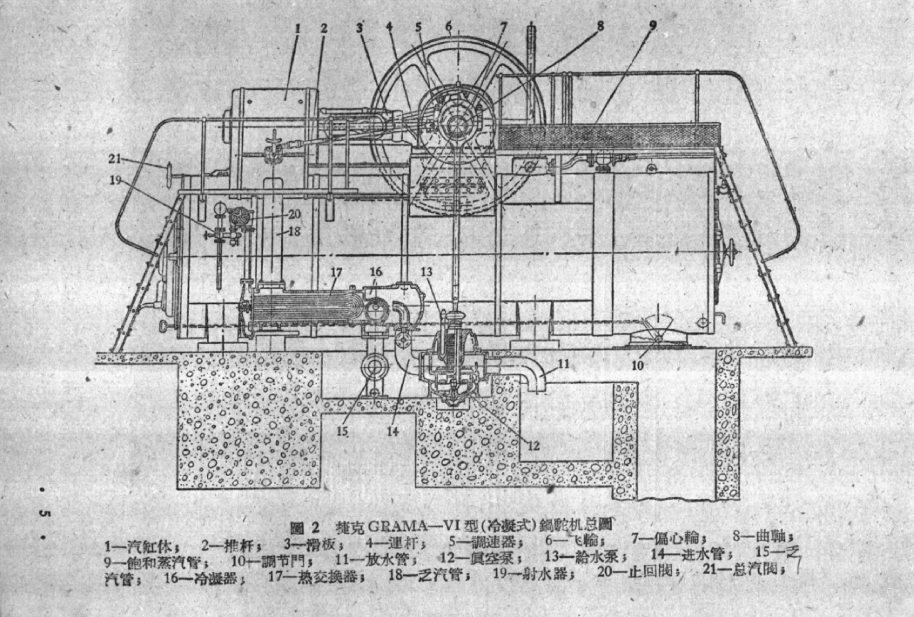 1 2 3 4 5 6 7 8 9
21
19
20
18
17 16 13
11
10
15 14 12
5
圖 2 捷克 GRAMA—VI 型(冷凝式)鍋駝机总圖
1—汽缸体; 2—推杆; 3—滑板; 4—連杆; 5—調速器; 6—飞輪; 7—偏心輪; 8—曲軸;
9—飽和蒸汽管; 10—調节門; 11—放水管; 12—眞空泵; 13—給水泵; 14—进水管; 15—乏
汽管; 16—冷凝器; 17—热交換器; 18—乏汽管; 19—射水器; 20—止回閥; 21—总汽閥;